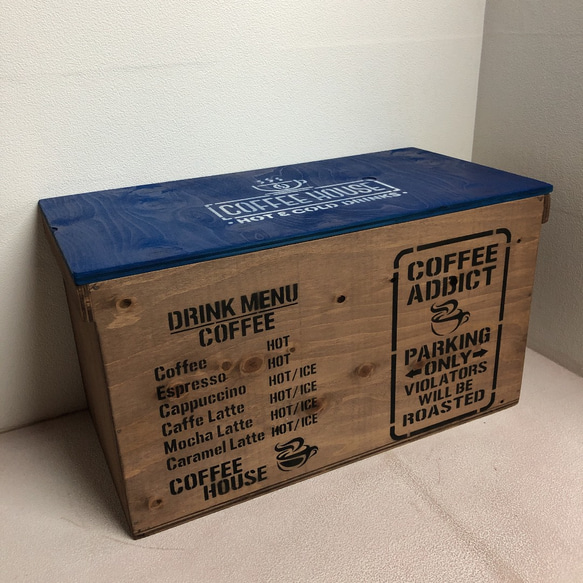 COFFEE HOUSE
• HOT & COLD DRINKS •
DRINK MENU
COFFEE
Coffee HOT
Espresso HOT
Cappuccino HOT/ICE
Caffe Latte HOT/ICE
Mocha Latte HOT/ICE
Caramel Latte HOT/ICE
COFFEE
HOUSE
COFFEE
ADDICT
PARKING
ONLY
VIOLATORS
WILL BE
ROASTED